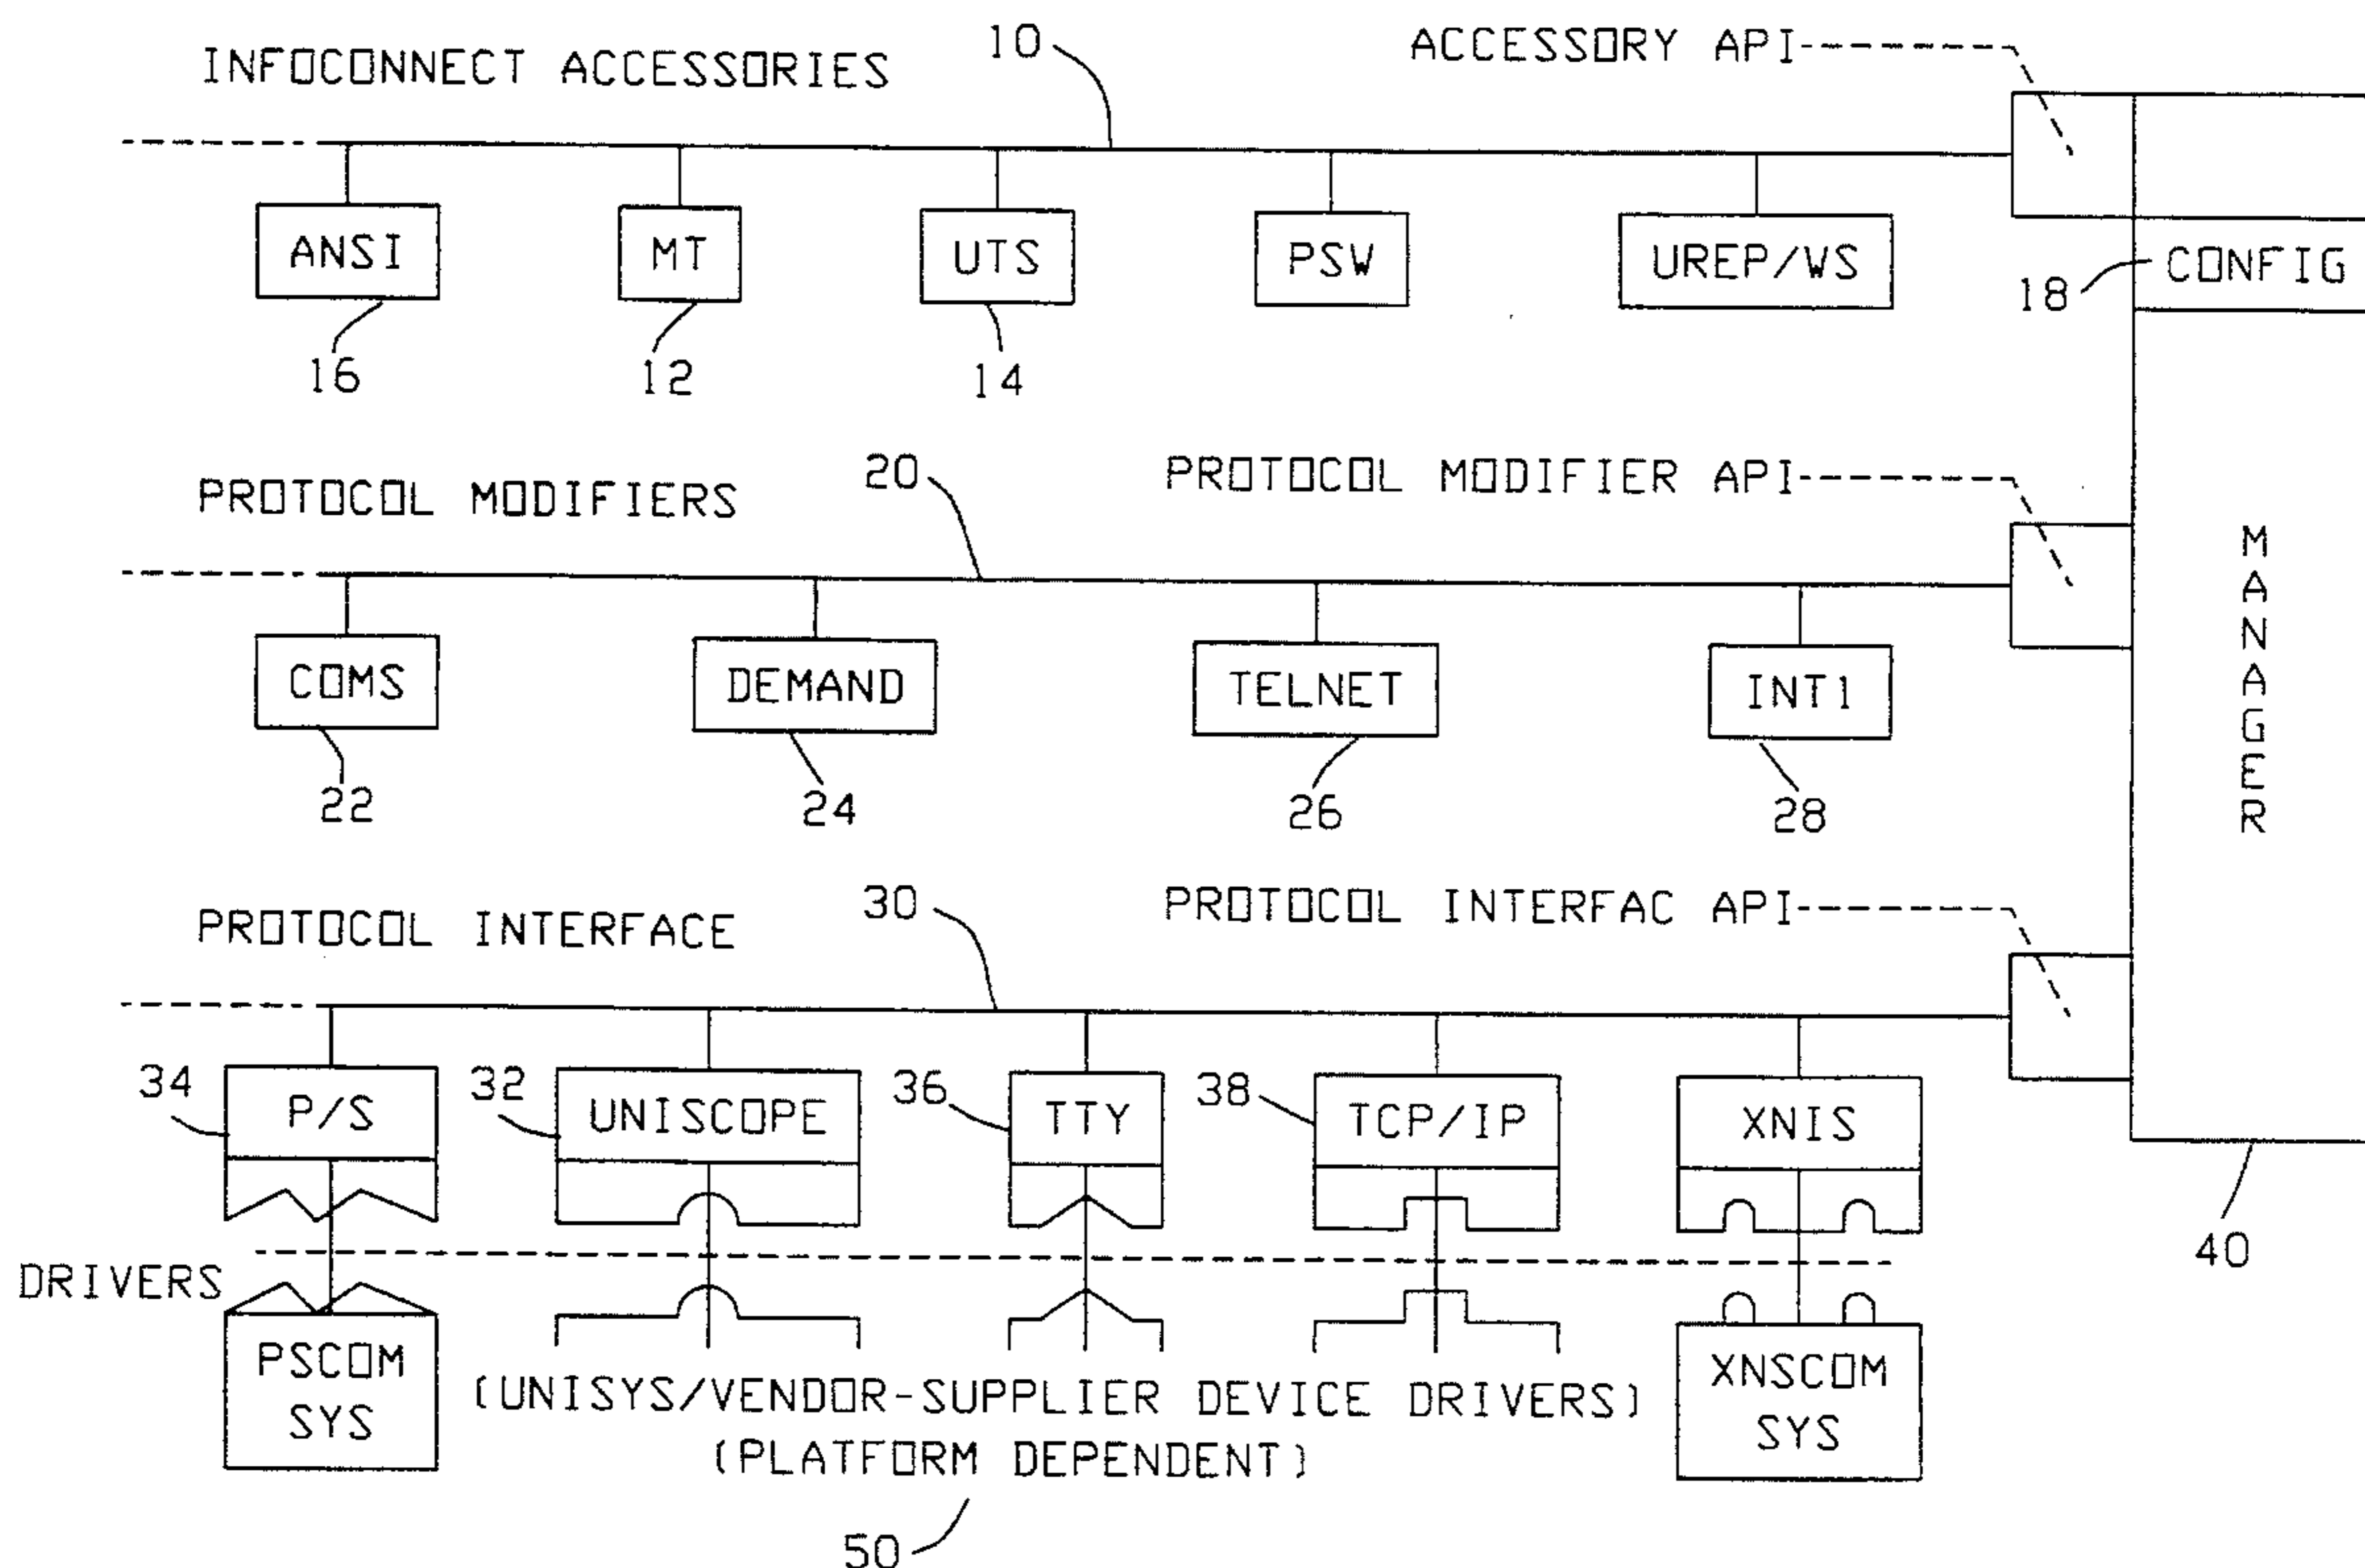 INFOCONNECT ACCESSORIES
10
ACCESSORY API
ANSI
MT
UTS
PSW
UREP/WS
CONFIG
18
16
12
14
PROTOCOL MODIFIERS
20
PROTOCOL MODIFIER API
MANAGER
COMS
DEMAND
TELNET
INT1
22
24
26
28
PROTOCOL INTERFACE
30
PROTOCOL INTERFAC API
34
P/S
32
UNISCOPE
36
TTY
38
TCP/IP
XNIS
40
DRIVERS
PSCOM
SYS
(UNISYS/VENDOR-SUPPLIER DEVICE DRIVERS)
(PLATFORM DEPENDENT)
XNSCOM
SYS
50